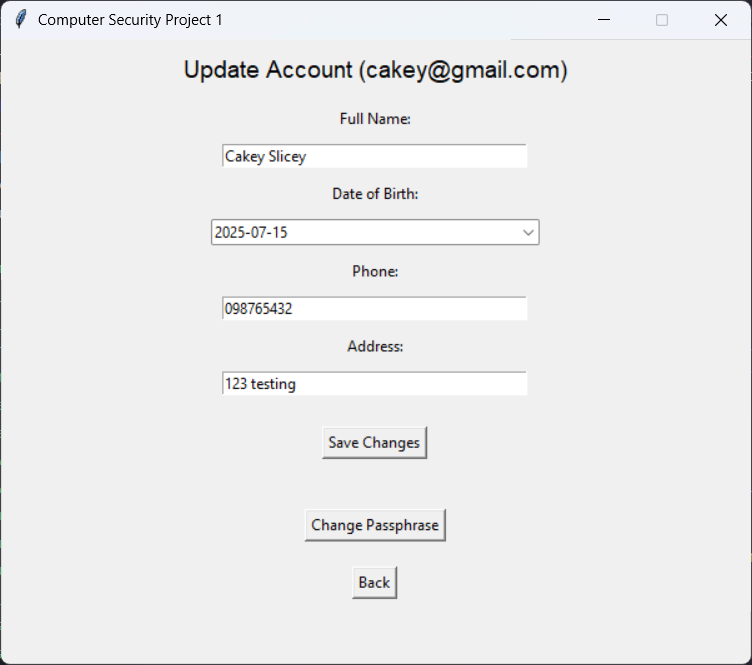 Computer Security Project 1
Update Account (cakey@gmail.com)
Full Name:
Cakey Slicey
Date of Birth:
2025-07-15
Phone:
098765432
Address:
123 testing
Save Changes
Change Passphrase
Back